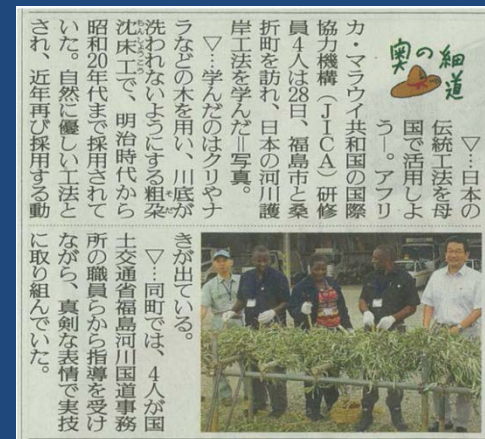 奥の細道
▽…日本の
伝統工法を母
国で活用しよ
う―。アフリ
カ・マラウイ共和国の国際
協力機構（ＪＩＣＡ）研修
員4人は28日、福島市と桑
折町を訪れ、日本の河川護
岸工法を学んだ＝写真。
▽…学んだのはクリやナ
ラなどの木を用い、川底が
洗われないようにする粗朶
沈床工で、明治時代から
昭和20年代まで採用されて
いた。自然に優しい工法と
され、近年再び採用する動
きが出ている。
▽…同町では、4人が国
土交通省福島河川国道事務
所の職員らから指導を受け
ながら、真剣な表情で実技
に取り組んでいた。